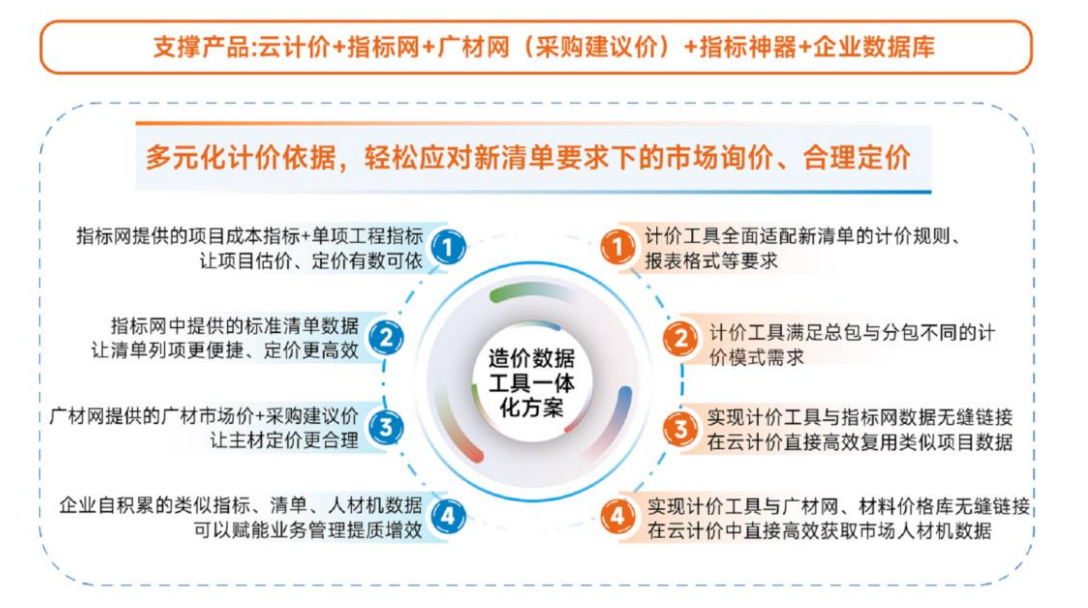 支撑产品:云计价+指标网+广材网（采购建议价）+指标神器+企业数据库
多元化计价依据，轻松应对新清单要求下的市场询价、合理定价
指标网提供的项目成本指标+单项工程指标
让项目估价、定价有数可依
1
指标网中提供的标准清单数据
让清单列项更便捷、定价更高效
2
广材网提供的广材市场价+采购建议价
让主材定价更合理
3
企业自积累的类似指标、清单、人材机数据
可以赋能业务管理提质增效
4
造价数据
工具一体
化方案
1
计价工具全面适配新清单的计价规则、
报表格式等要求
2
计价工具满足总包与分包不同的计
价模式需求
3
实现计价工具与指标网数据无缝链接
在云计价直接高效复用类似项目数据
4
实现计价工具与广材网、材料价格库无缝链接
在云计价中直接高效获取市场人材机数据